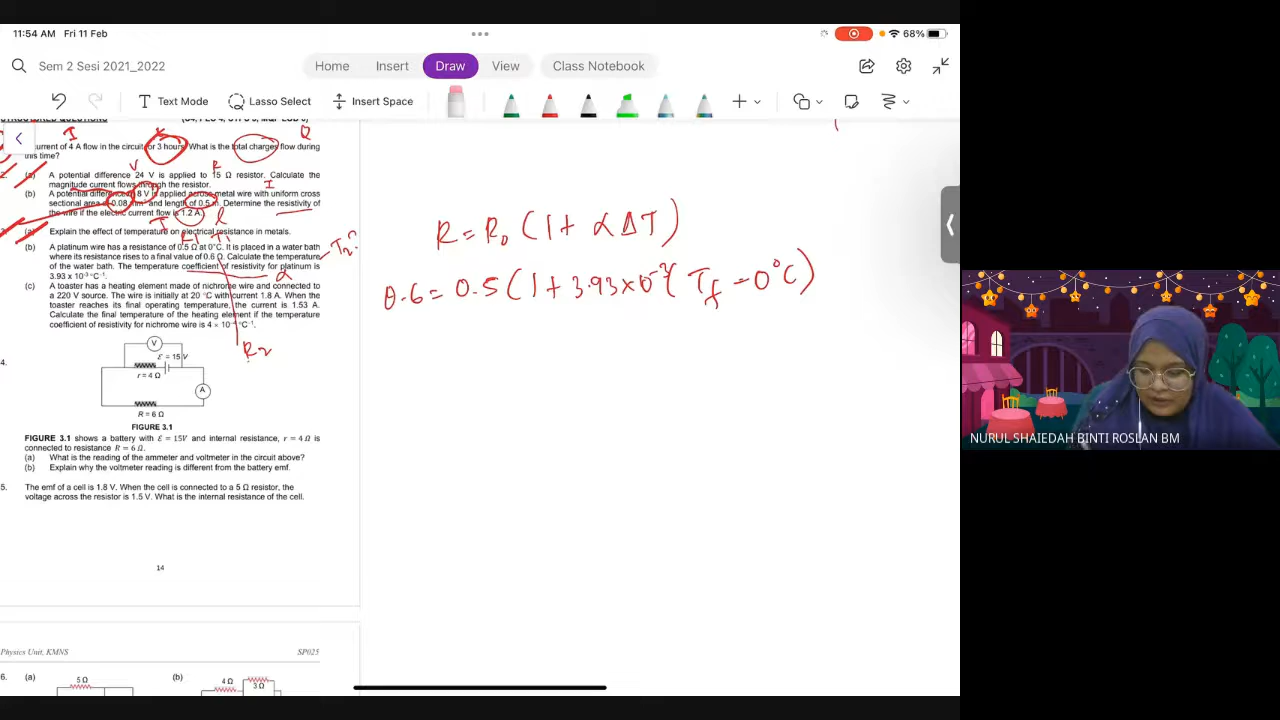 11:54 AM Fri 11 Feb
68%
Sem 2 Sesi 2021_2022
Home Insert Draw View Class Notebook
Text Mode Lasso Select Insert Space
I
Q
current of 4 A flow in the circuit for 3 hours. What is the total charges flow during
this time?
V R
2. (a) A potential difference 24 V is applied to 15 Ω resistor. Calculate the
magnitude current flows through the resistor.
I
(b) A potential difference 8 V is applied across metal wire with uniform cross
sectional area of 0.08 and length of 0.5 m. Determine the resistivity of
the wire if the electric current flow is 1.2 A.
I l
(a) Explain the effect of temperature on electrical resistance in metals.
R1 T1
T2?
(b) A platinum wire has a resistance of 0.5 Ω at 0°C. It is placed in a water bath
where its resistance rises to a final value of 0.6 Ω. Calculate the temperature
of the water bath. The temperature coefficient of resistivity for platinum is
3.93 x 10⁻³ °C⁻¹.
α
(c) A toaster has a heating element made of nichrome wire and connected to
a 220 V source. The wire is initially at 20 °C with current 1.8 A. When the
toaster reaches its final operating temperature, the current is 1.53 A.
Calculate the final temperature of the heating element if the temperature
coefficient of resistivity for nichrome wire is 4 × 10⁻⁴ °C⁻¹.
R2
4.
V
ℰ = 15 V
r = 4 Ω
A
R = 6 Ω
FIGURE 3.1
FIGURE 3.1 shows a battery with ℰ = 15V and internal resistance, r = 4 Ω is
connected to resistance R = 6 Ω.
(a) What is the reading of the ammeter and voltmeter in the circuit above?
(b) Explain why the voltmeter reading is different from the battery emf.
5. The emf of a cell is 1.8 V. When the cell is connected to a 5 Ω resistor, the
voltage across the resistor is 1.5 V. What is the internal resistance of the cell.
14
Physics Unit, KMNS SP025
6. (a) 5 Ω (b) 4 Ω 3 Ω
R = R₀ (1 + α ΔT)
0.6 = 0.5 (1 + 3.93 × 10⁻³ (Tf - 0°C)
NURUL SHAIEDAH BINTI ROSLAN BM